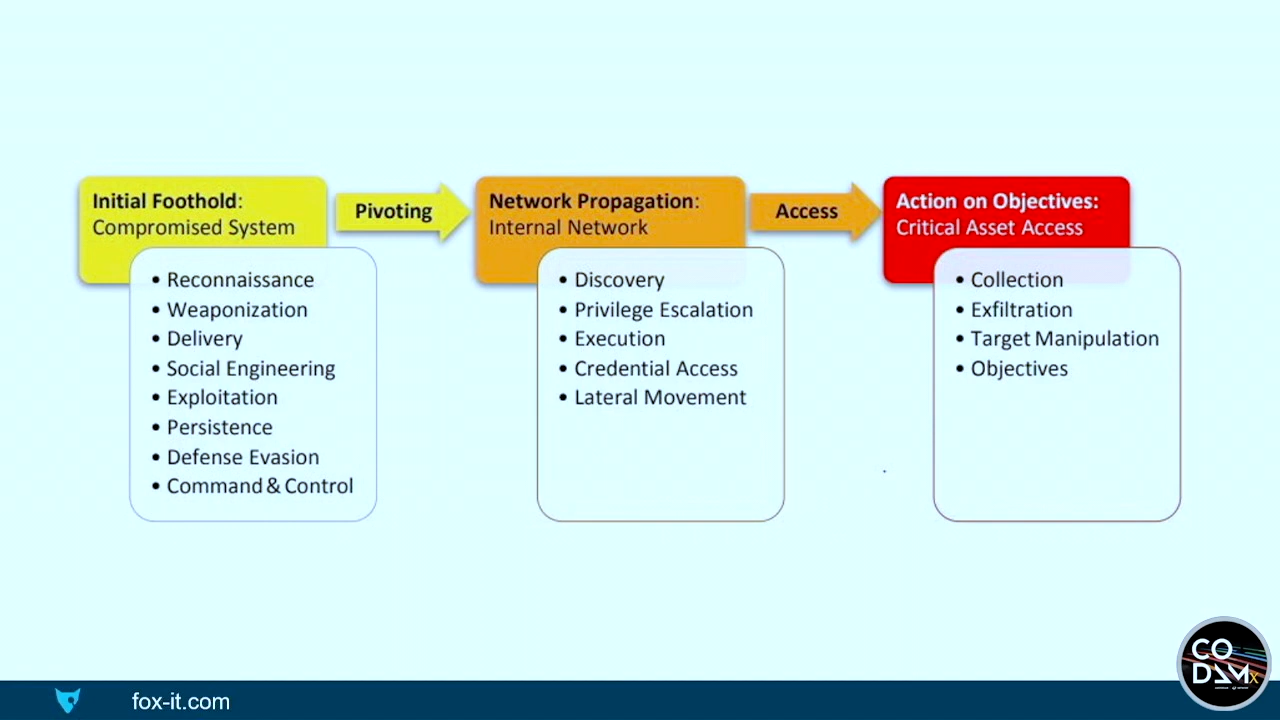 Initial Foothold:
Compromised System
• Reconnaissance
• Weaponization
• Delivery
• Social Engineering
• Exploitation
• Persistence
• Defense Evasion
• Command & Control
Pivoting
Network Propagation:
Internal Network
• Discovery
• Privilege Escalation
• Execution
• Credential Access
• Lateral Movement
Access
Action on Objectives:
Critical Asset Access
• Collection
• Exfiltration
• Target Manipulation
• Objectives
fox-it.com
CO
D
M
x